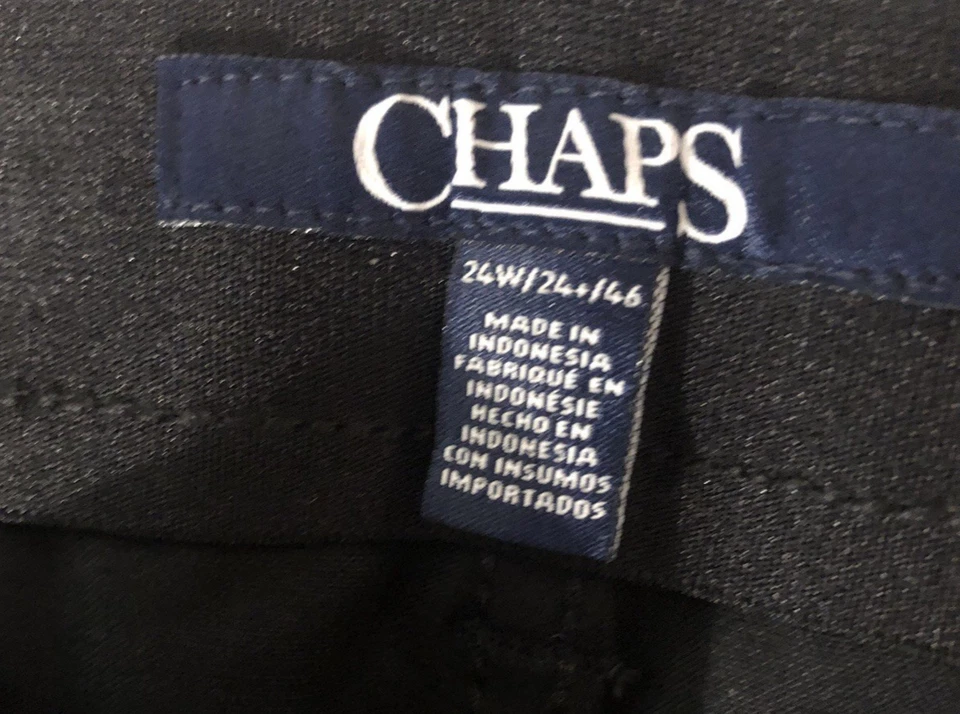 CHAPS
24W/24+/46
MADE IN
INDONESIA
FABRIQUÉ EN
INDONÉSIE
HECHO EN
INDONESIA
CON INSUMOS
IMPORTADOS